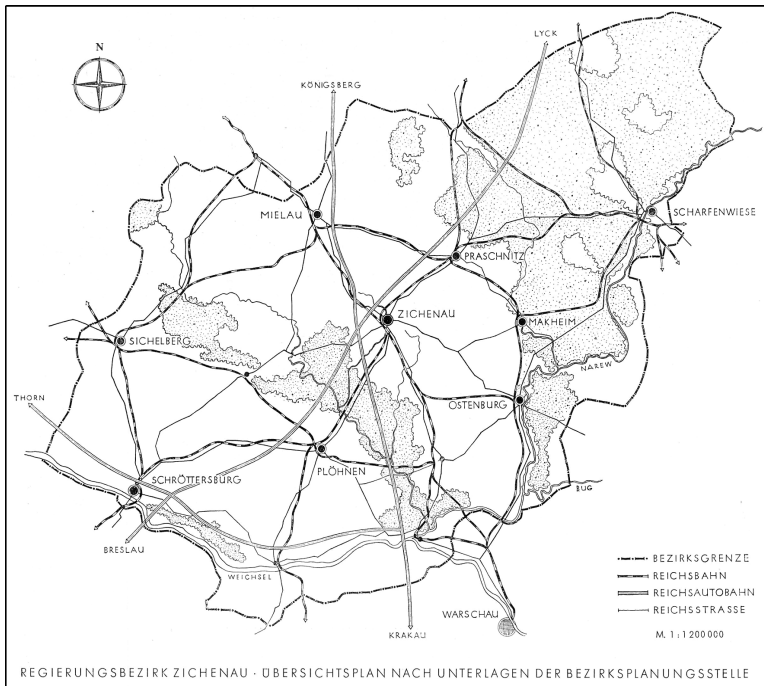 LYCK
N
KÖNIGSBERG
MIELAU
SCHARFENWIESE
PRASCHNITZ
ZICHENAU
MAKHEIM
SICHELBERG
NAREW
THORN
OSTENBURG
PLÖHNEN
SCHRÖTTERSBURG
BUG
BRESLAU
WEICHSEL
BEZIRKSGRENZE
REICHSBAHN
REICHSAUTOBAHN
REICHSSTRASSE
WARSCHAU
KRAKAU
M. 1 : 1 200 000
REGIERUNGSBEZIRK ZICHENAU · ÜBERSICHTSPLAN NACH UNTERLAGEN DER BEZIRKSPLANUNGSSTELLE